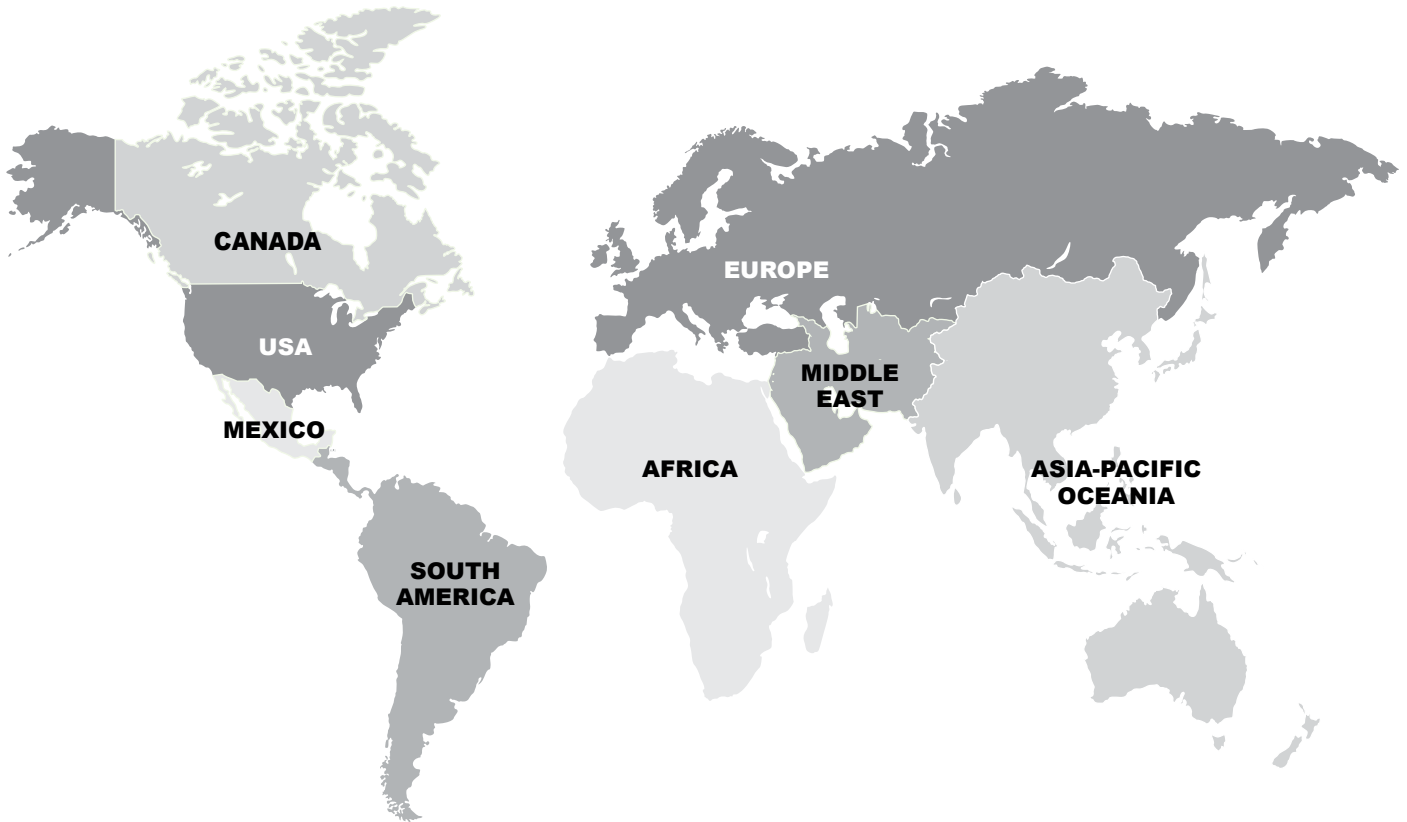 CANADA
EUROPE
USA
MIDDLE
EAST
MEXICO
AFRICA
ASIA-PACIFIC
OCEANIA
SOUTH
AMERICA